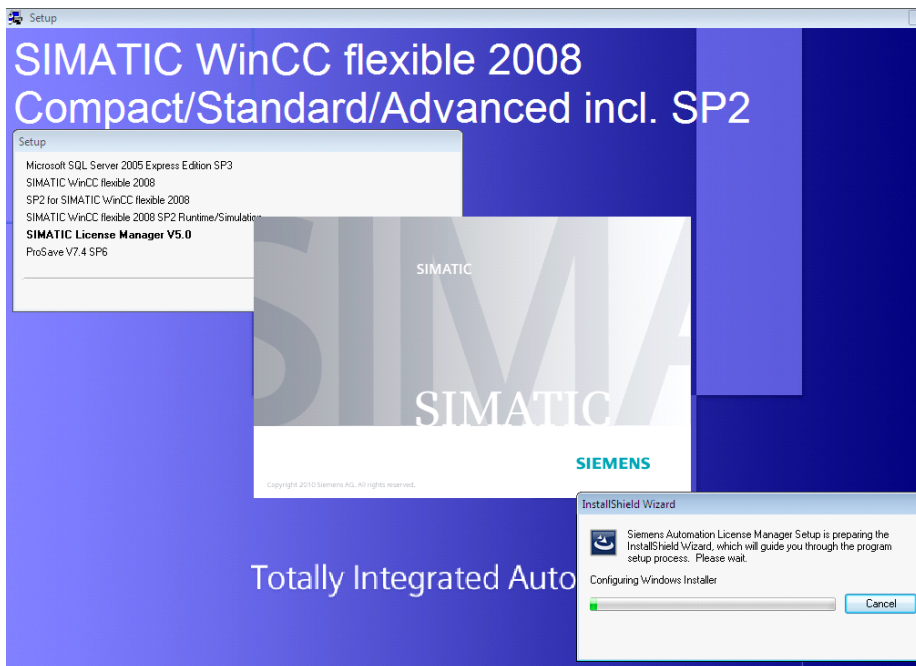 Setup
SIMATIC WinCC flexible 2008
Compact/Standard/Advanced incl. SP2
Setup
Microsoft SQL Server 2005 Express Edition SP3
SIMATIC WinCC flexible 2008
SP2 for SIMATIC WinCC flexible 2008
SIMATIC WinCC flexible 2008 SP2 Runtime/Simulation
SIMATIC License Manager V5.0
ProSave V7.4 SP6
SIMATIC
SIMA
SIMATIC
SIEMENS
Copyright 2010 Siemens AG. All rights reserved.
InstallShield Wizard
Siemens Automation License Manager Setup is preparing the
InstallShield Wizard, which will guide you through the program
setup process. Please wait.
Configuring Windows Installer
Cancel
Totally Integrated Auto